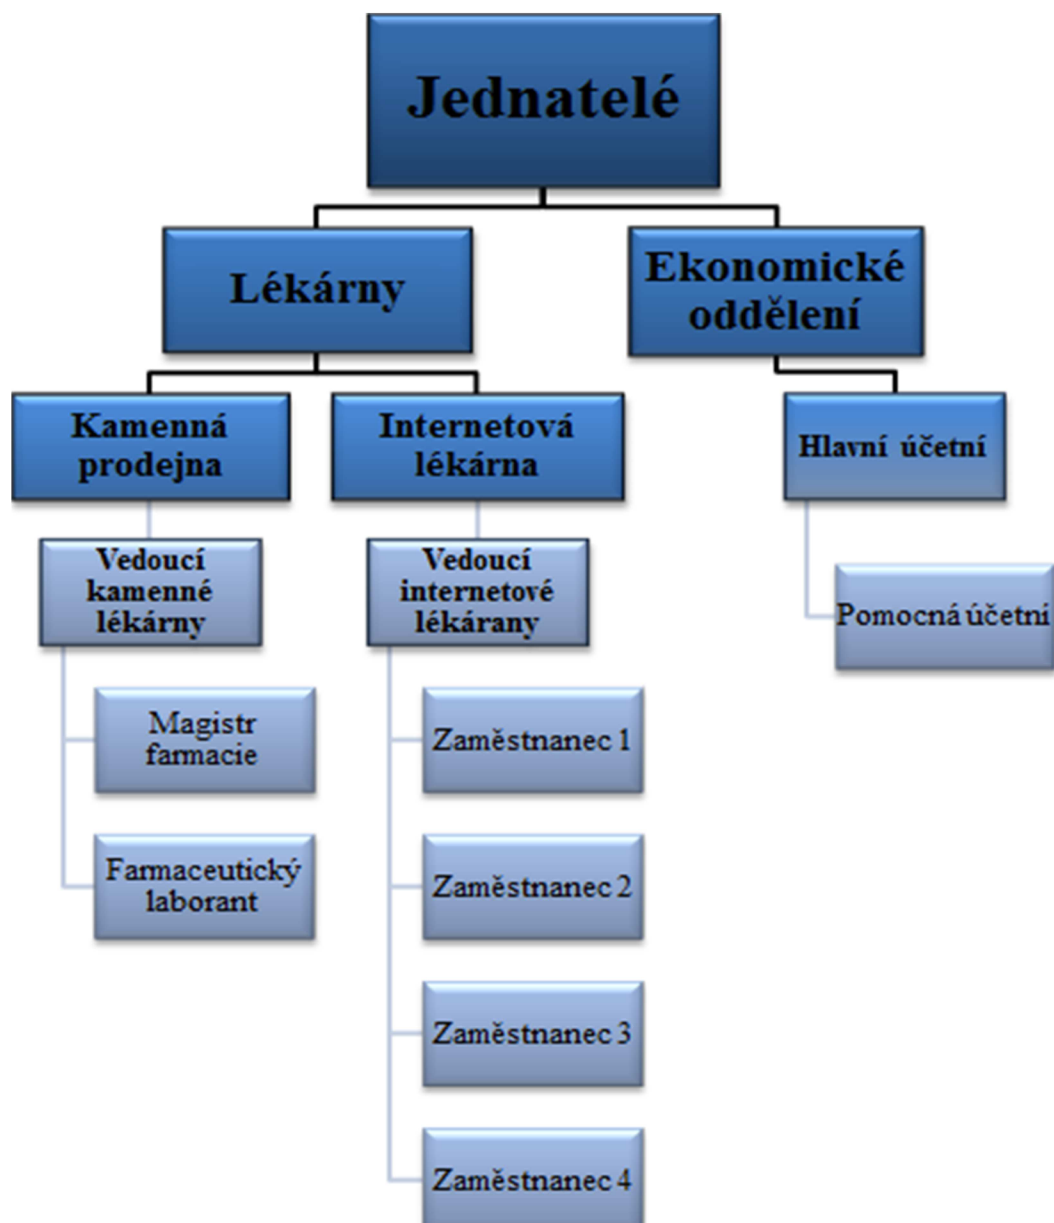 Jednatelé
Lékárny
Ekonomické
oddělení
Kamenná
prodejna
Internetová
lékárna
Hlavní účetní
Vedoucí
kamenné
lékárny
Vedoucí
internetové
lékárany
Pomocná účetní
Magistr
farmacie
Zaměstnanec 1
Farmaceutický
laborant
Zaměstnanec 2
Zaměstnanec 3
Zaměstnanec 4